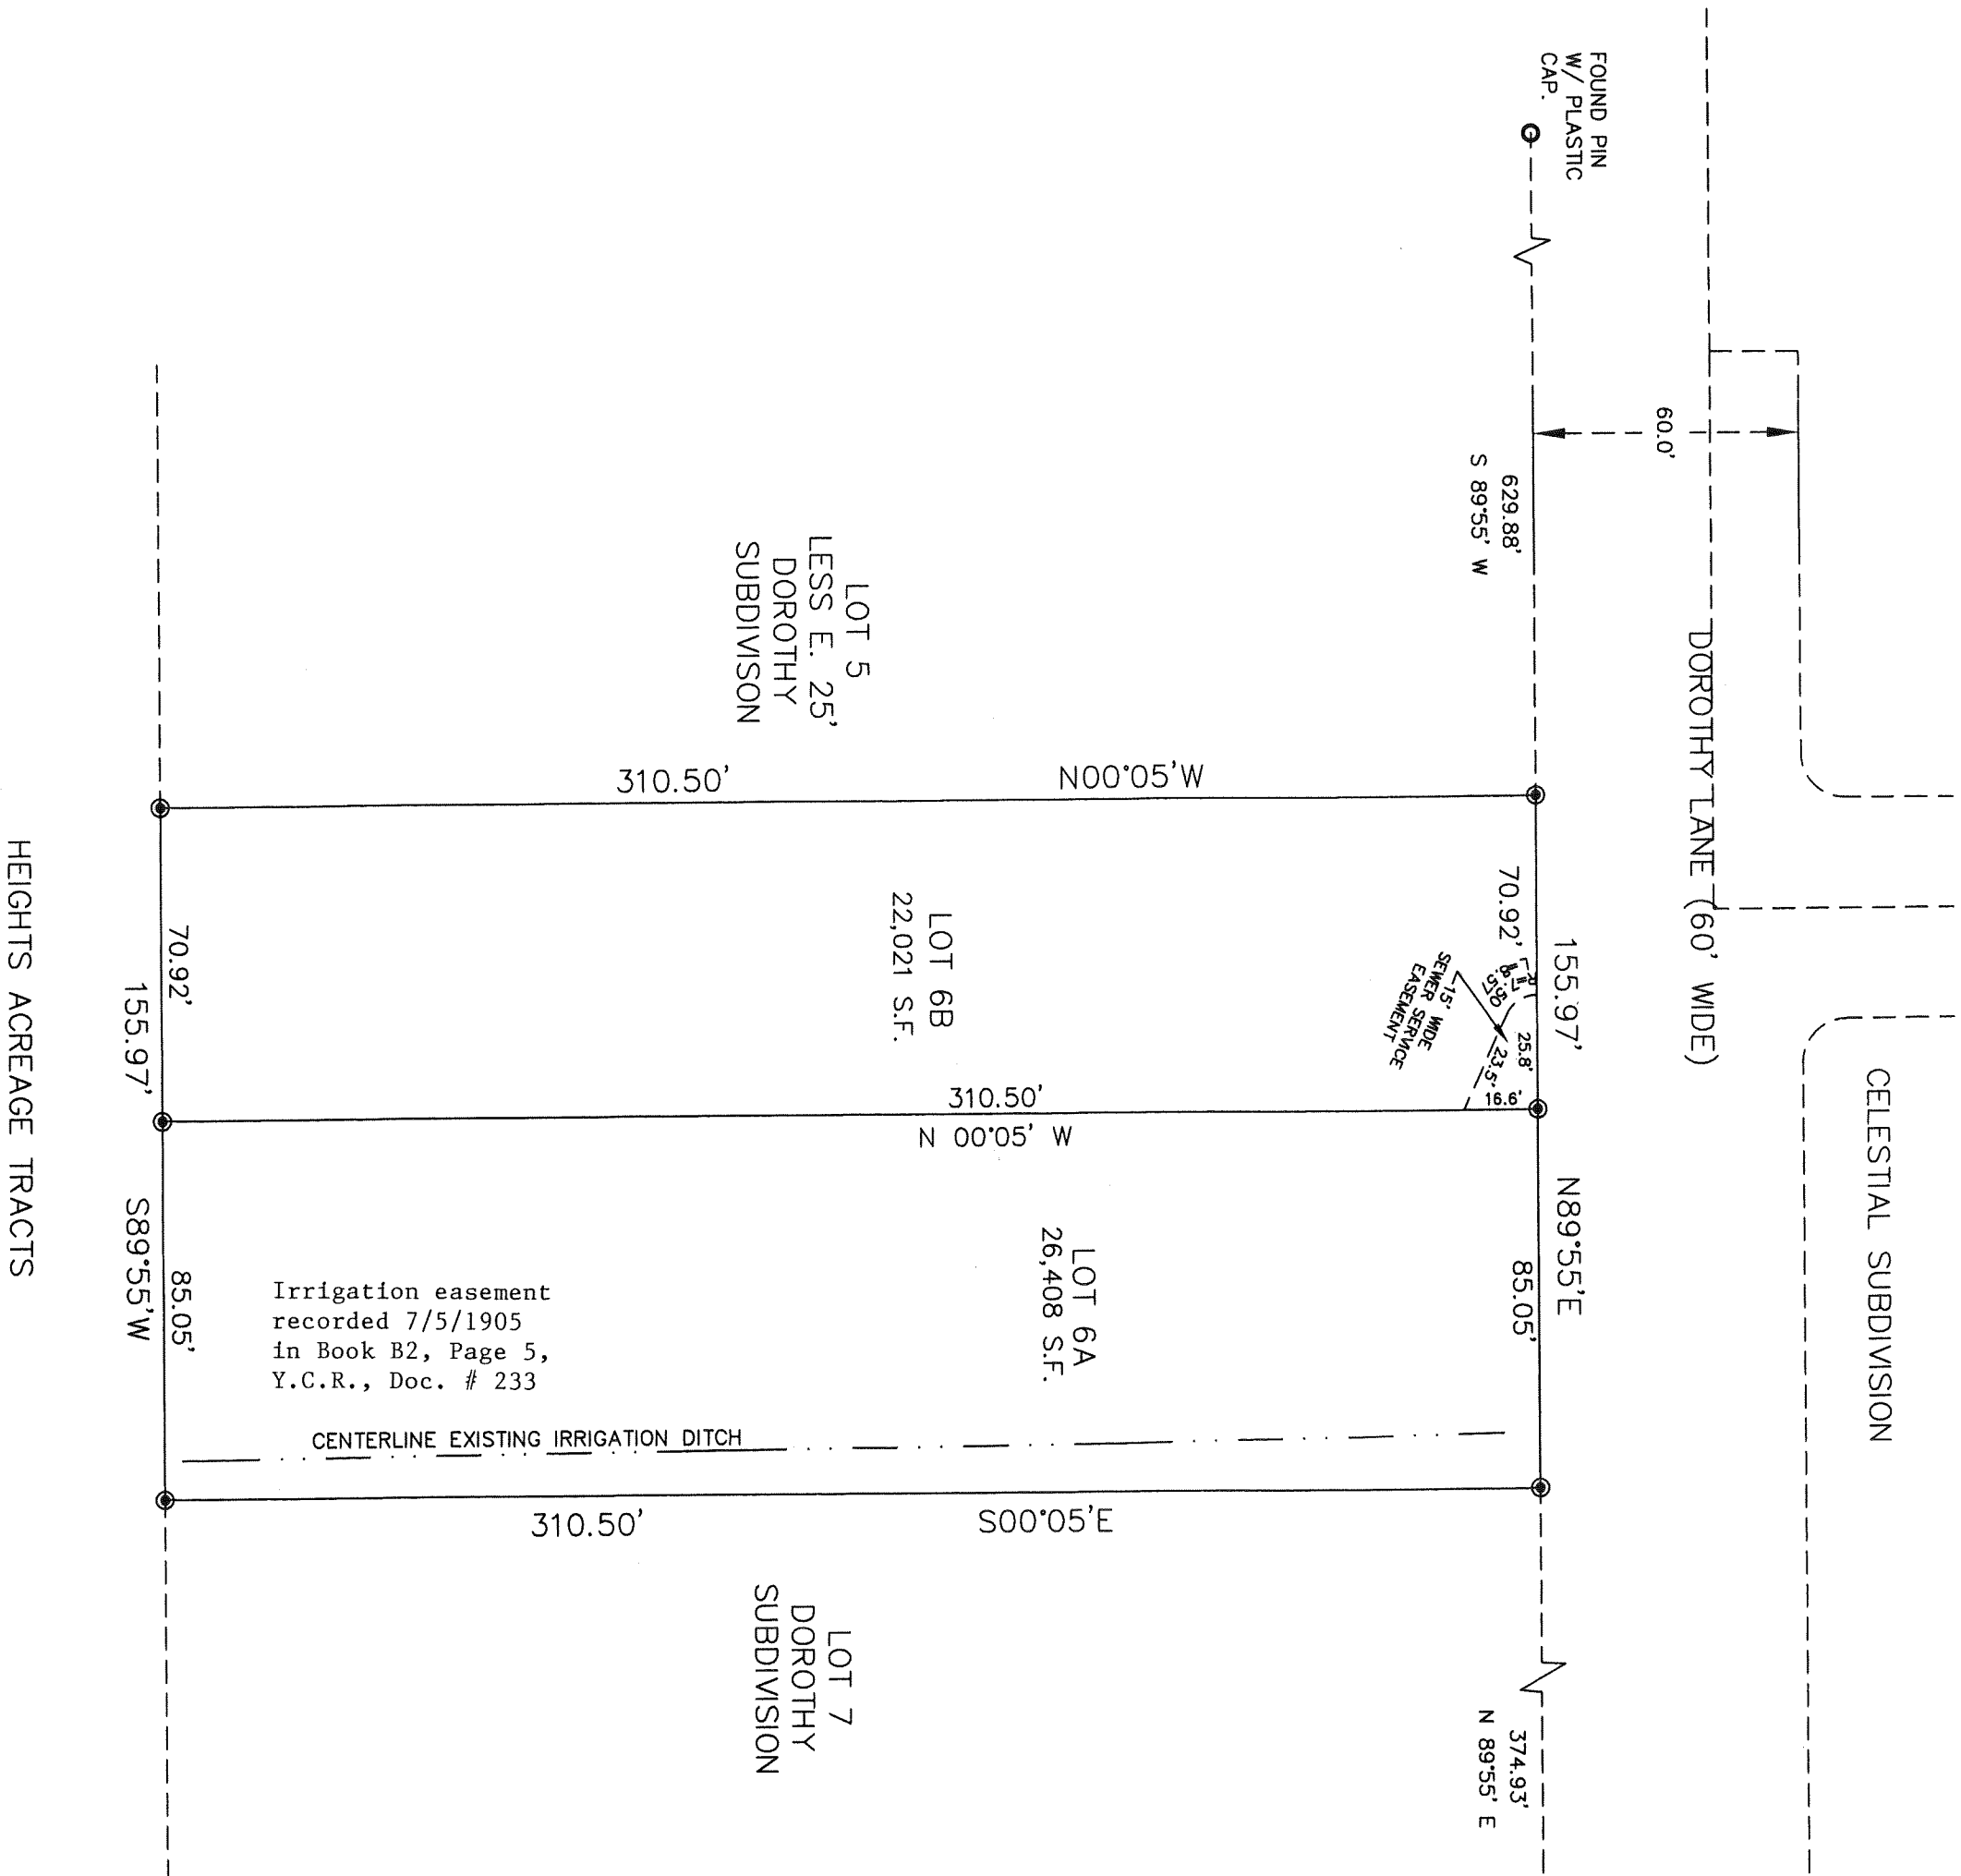 FOUND PIN
W/ PLASTIC
CAP.
60.0'
629.88'
S 89°55' W
DOROTHY LANE (60' WIDE)
CELESTIAL SUBDIVISION
LOT 5
LESS E. 25'
DOROTHY
SUBDIVISON
310.50'
N00°05'W
155.97'
N89°55'E
70.92'
85.05'
25.8'
23.5'
16.6'
15' WIDE
SEWER SERVICE
EASEMENT
LOT 6B
22,021 S.F.
310.50'
N 00°05' W
LOT 6A
26,408 S.F.
70.92'
155.97'
85.05'
S89°55'W
Irrigation easement
recorded 7/5/1905
in Book B2, Page 5,
Y.C.R., Doc. # 233
CENTERLINE EXISTING IRRIGATION DITCH
310.50'
S00°05'E
LOT 7
DOROTHY
SUBDIVISION
374.93'
N 89°55' E
HEIGHTS ACREAGE TRACTS